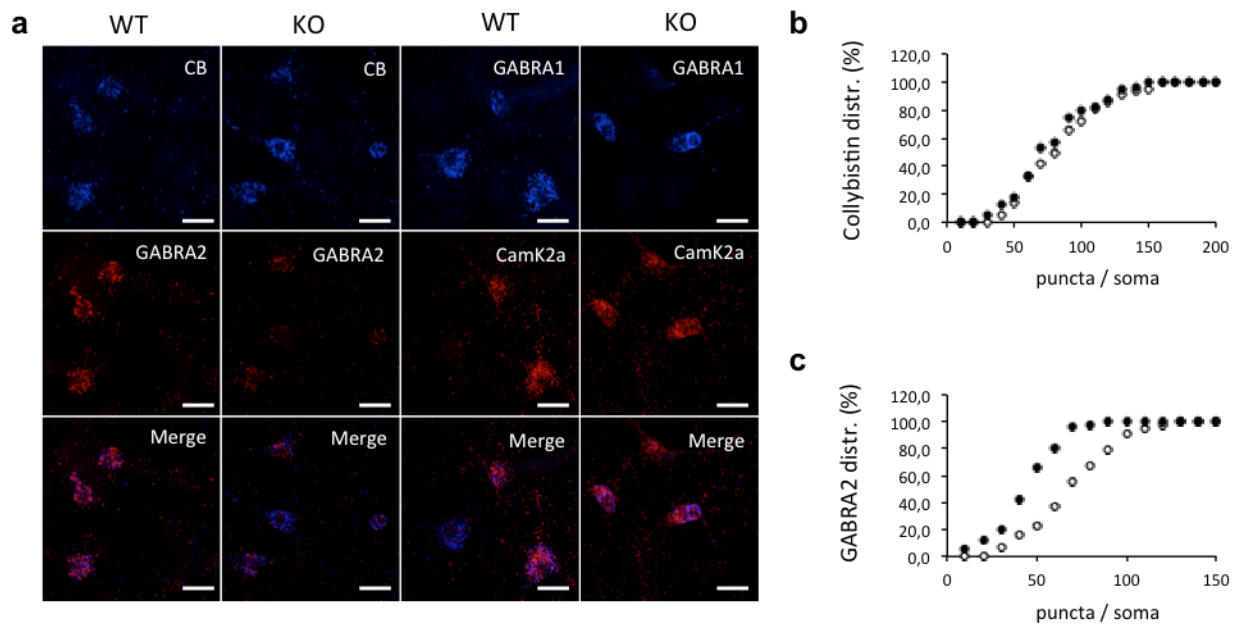 a
WT KO WT KO
CB CB GABRA1 GABRA1
GABRA2 GABRA2 CamK2a CamK2a
Merge Merge Merge Merge
b
Collybistin distr. (%)
120,0
100,0
80,0
60,0
40,0
20,0
0,0
0 50 100 150 200
puncta / soma
c
GABRA2 distr. (%)
120,0
100,0
80,0
60,0
40,0
20,0
0,0
0 50 100 150
puncta / soma